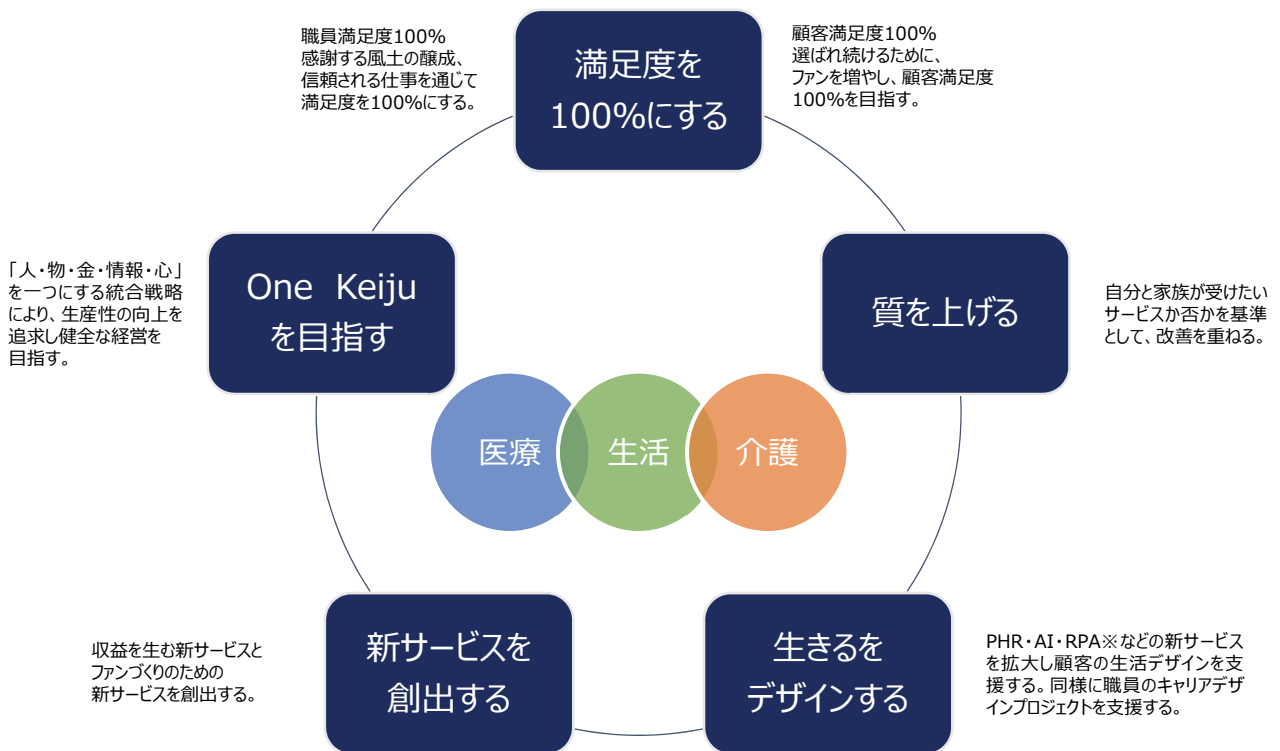 職員満足度100%
感謝する風土の醸成、
信頼される仕事を通じて
満足度を100%にする。
満足度を
100%にする
顧客満足度100%
選ばれ続けるために、
ファンを増やし、顧客満足度
100%を目指す。
「人・物・金・情報・心」
を一つにする統合戦略
により、生産性の向上を
追求し健全な経営を
目指す。
One Keiju
を目指す
質を上げる
自分と家族が受けたい
サービスか否かを基準
として、改善を重ねる。
医療
生活
介護
収益を生む新サービスと
ファンづくりのための
新サービスを創出する。
新サービスを
創出する
生きるを
デザインする
PHR・AI・RPA※などの新サービス
を拡大し顧客の生活デザインを支
援する。同様に職員のキャリアデザ
インプロジェクトを支援する。